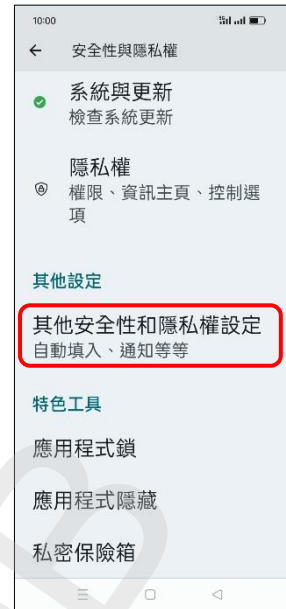 10:00
安全性與隱私權
系統與更新
檢查系統更新
隱私權
權限、資訊主頁、控制選
項
其他設定
其他安全性和隱私權設定
自動填入、通知等等
特色工具
應用程式鎖
應用程式隱藏
私密保險箱